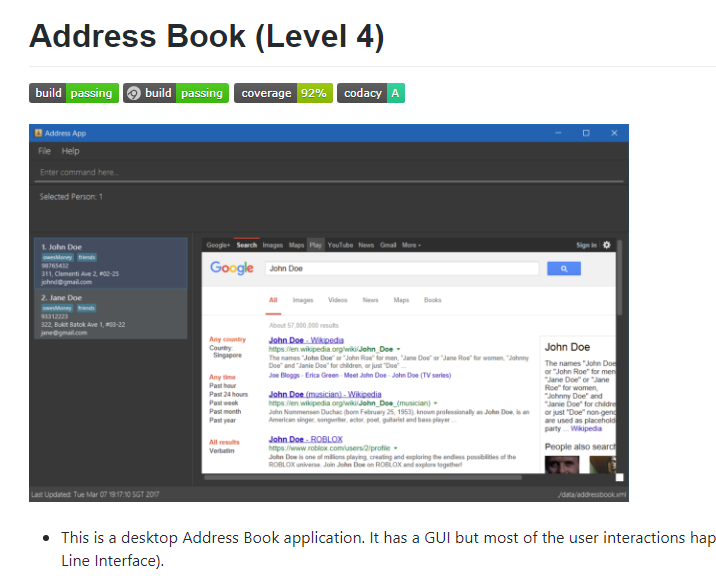 Address Book (Level 4)
build passing build passing coverage 92% codacy A
Address App
File Help
Enter command here...
Selected Person: 1
1. John Doe
owesMoney friends
98765432
311, Clementi Ave 2, #02-25
johnd@gmail.com
2. Jane Doe
owesMoney friends
93312223
322, Bukit Batok Ave 1, #03-22
jane@gmail.com
Google+ Search Images Maps Play YouTube News Gmail More Sign in
Google John Doe
All Images Videos News Maps Books
About 57,800,000 results
Any country
Country:
Singapore
Any time
Past hour
Past 24 hours
Past week
Past month
Past year
All results
Verbatim
John Doe - Wikipedia
https://en.wikipedia.org/wiki/John_Doe
The names "John Doe" or "John Roe" for men, "Jane Doe" or "Jane Roe" for women, "Johnny
Doe" and "Janie Doe" for children, or just "Doe" ...
Joe Bloggs - Erica Green - Meet John Doe - John Doe (TV series)
John Doe (musician) - Wikipedia
https://en.wikipedia.org/wiki/John_Doe_(musician)
John Nommensen Duchac (born February 25, 1953), known professionally as John Doe, is an
American singer, songwriter, actor, poet, guitarist and bass player ...
John Doe - ROBLOX
https://www.roblox.com/users/2/profile
John Doe is one of millions playing, creating and exploring the endless possibilities of the
ROBLOX universe. Join John Doe on ROBLOX and explore together!
John Doe
The names "John Doe
or "John Roe" for men
"Jane Doe" or "Jane
Roe" for women,
"Johnny Doe" and
"Janie Doe" for childre
or just "Doe" non-genc
are used as placehold
party ... Wikipedia
People also search
Last Updated: Tue Mar 07 19:17:10 SGT 2017 ./data/addressbook.xml
• This is a desktop Address Book application. It has a GUI but most of the user interactions hap
Line Interface).